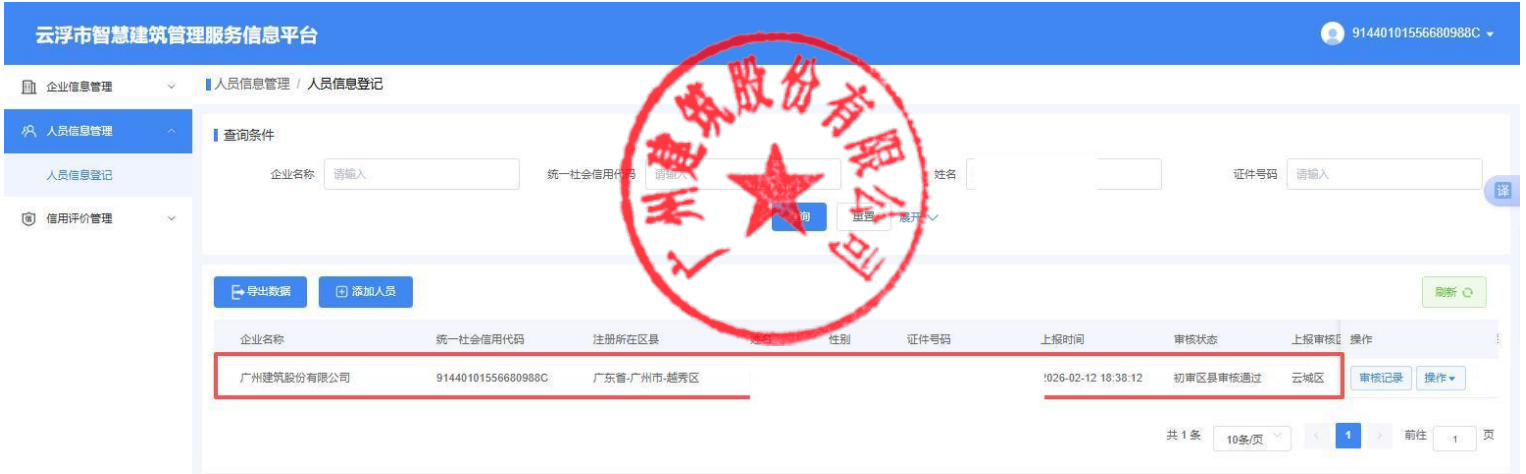 云浮市智慧建筑管理服务信息平台
91440101556680988C
企业信息管理
人员信息管理
人员信息登记
信用评价管理
人员信息管理 / 人员信息登记
查询条件
企业名称 请输入 统一社会信用代码 请输入 姓名 证件号码 请输入
译
询 重置 展开
广州建筑股份有限公司
导出数据 添加人员 刷新
企业名称 统一社会信用代码 注册所在区县 姓名 性别 证件号码 上报时间 审核状态 上报审核区 操作
广州建筑股份有限公司 91440101556680988C 广东省-广州市-越秀区 2026-02-12 18:38:12 初审区县审核通过 云城区 审核记录 操作
共 1 条 10条/页 1 前往 1 页